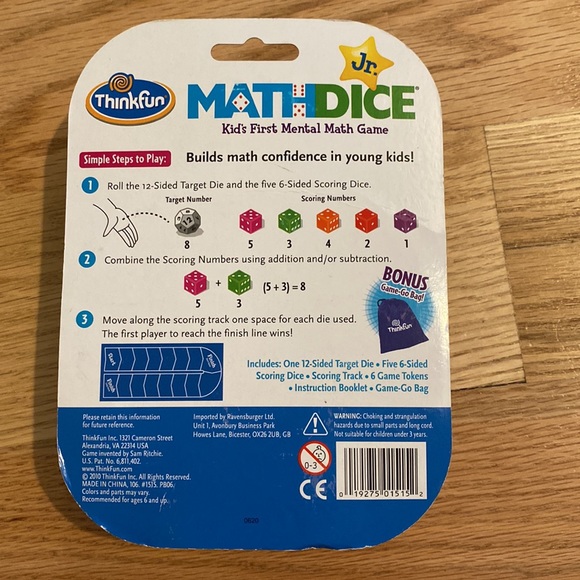 Jr.
ThinkFun
MATHDICE®
Kid's First Mental Math Game
Simple Steps to Play:
Builds math confidence in young kids!
1 Roll the 12-Sided Target Die and the five 6-Sided Scoring Dice.
Target Number Scoring Numbers
12
8 5 3 4 2 1
2 Combine the Scoring Numbers using addition and/or subtraction.
+ (5 + 3) = 8
5 3
BONUS
Game-Go Bag!
ThinkFun
3 Move along the scoring track one space for each die used.
The first player to reach the finish line wins!
Includes: One 12-Sided Target Die • Five 6-Sided
Scoring Dice • Scoring Track • 6 Game Tokens
• Instruction Booklet • Game-Go Bag
Please retain this information
for future reference.
ThinkFun Inc. 1321 Cameron Street
Alexandria, VA 22314 USA
Game invented by Sam Ritchie.
U.S. Pat. No. 6,811,402.
www.ThinkFun.com
© 2010 ThinkFun Inc. All Rights Reserved.
MADE IN CHINA, 106. #1515. PB06.
Colors and parts may vary.
Recommended for ages 6 and up.
Imported by Ravensburger Ltd.
Unit 1, Avonbury Business Park
Howes Lane, Bicester, OX26 2UB, GB
WARNING: Choking and strangulation
hazards due to small parts and long cord.
Not suitable for children under 3 years.
0-3
CE
0 19275 01515 2